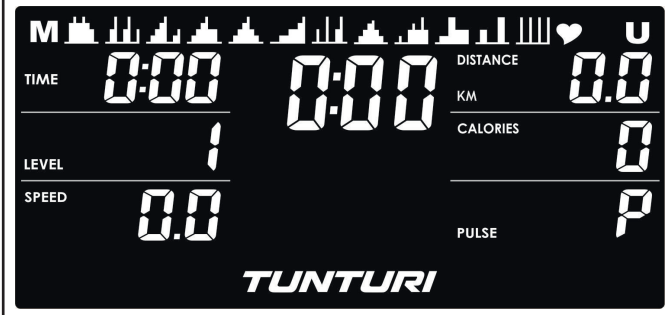 M U
TIME 0:00
0:00
DISTANCE
KM 0.0
LEVEL 1
CALORIES 0
SPEED 0.0
PULSE P
TUNTURI